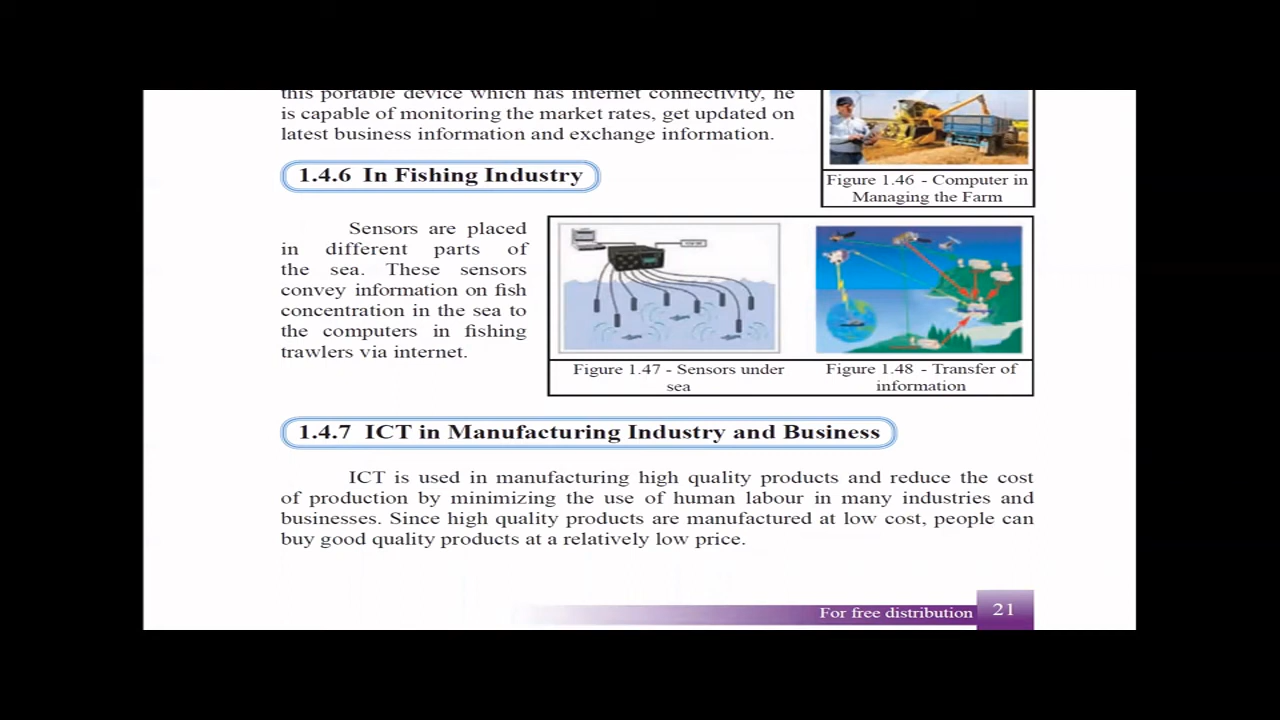 this portable device which has internet connectivity, he
is capable of monitoring the market rates, get updated on
latest business information and exchange information.
Figure 1.46 - Computer in
Managing the Farm
1.4.6 In Fishing Industry
Sensors are placed
in different parts of
the sea. These sensors
convey information on fish
concentration in the sea to
the computers in fishing
trawlers via internet.
Figure 1.47 - Sensors under
sea
Figure 1.48 - Transfer of
information
1.4.7 ICT in Manufacturing Industry and Business
ICT is used in manufacturing high quality products and reduce the cost
of production by minimizing the use of human labour in many industries and
businesses. Since high quality products are manufactured at low cost, people can
buy good quality products at a relatively low price.
For free distribution
21